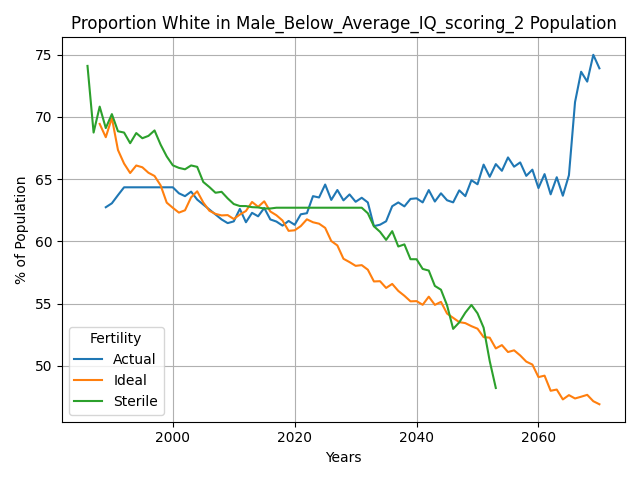 Proportion White in Male_Below_Average_IQ_scoring_2 Population
% of Population
75
70
65
60
55
50
Fertility
Actual
Ideal
Sterile
2000 2020 2040 2060
Years